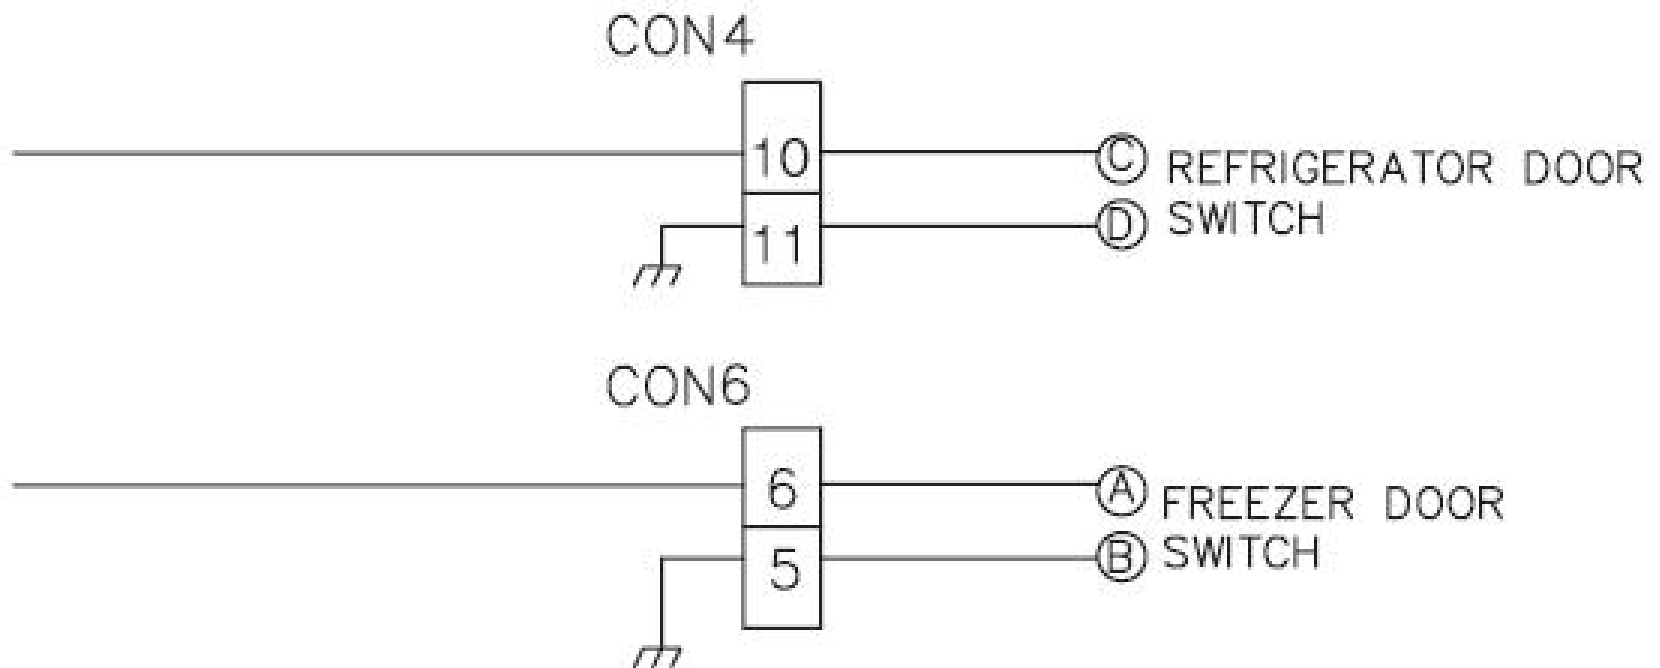 CON4
10
C REFRIGERATOR DOOR
11
D SWITCH
CON6
6
A FREEZER DOOR
5
B SWITCH